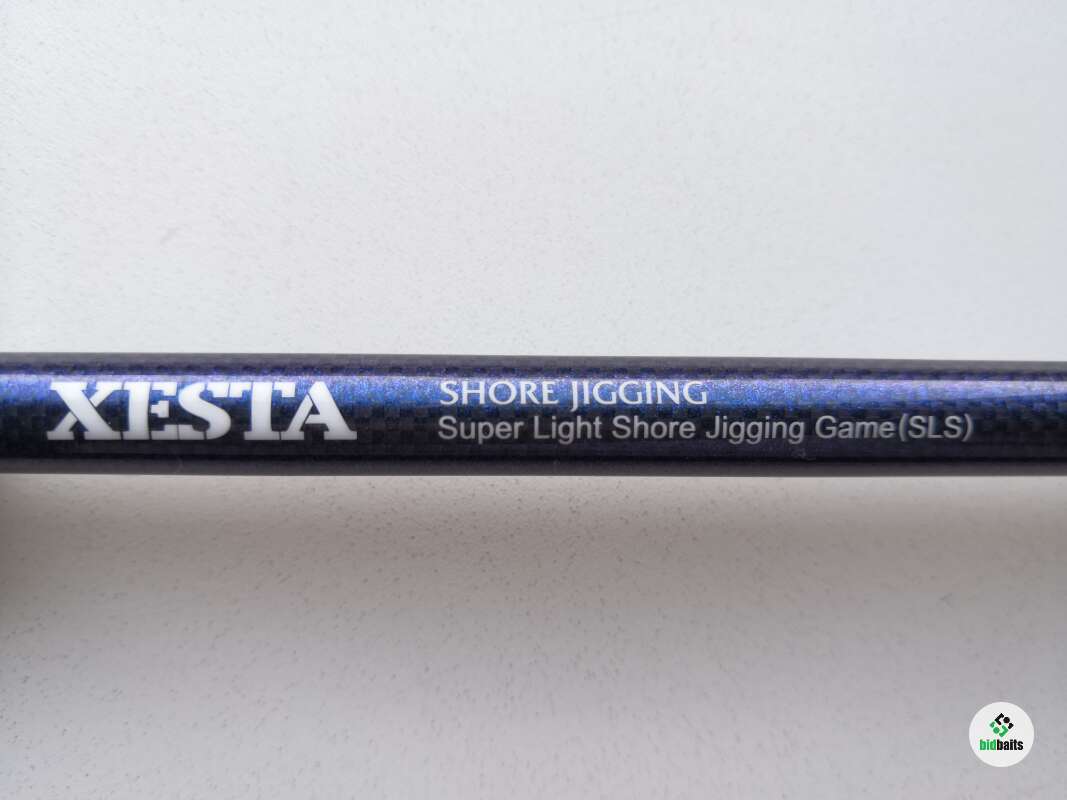 XESTA
SHORE JIGGING
Super Light Shore Jigging Game(SLS)
bidbaits